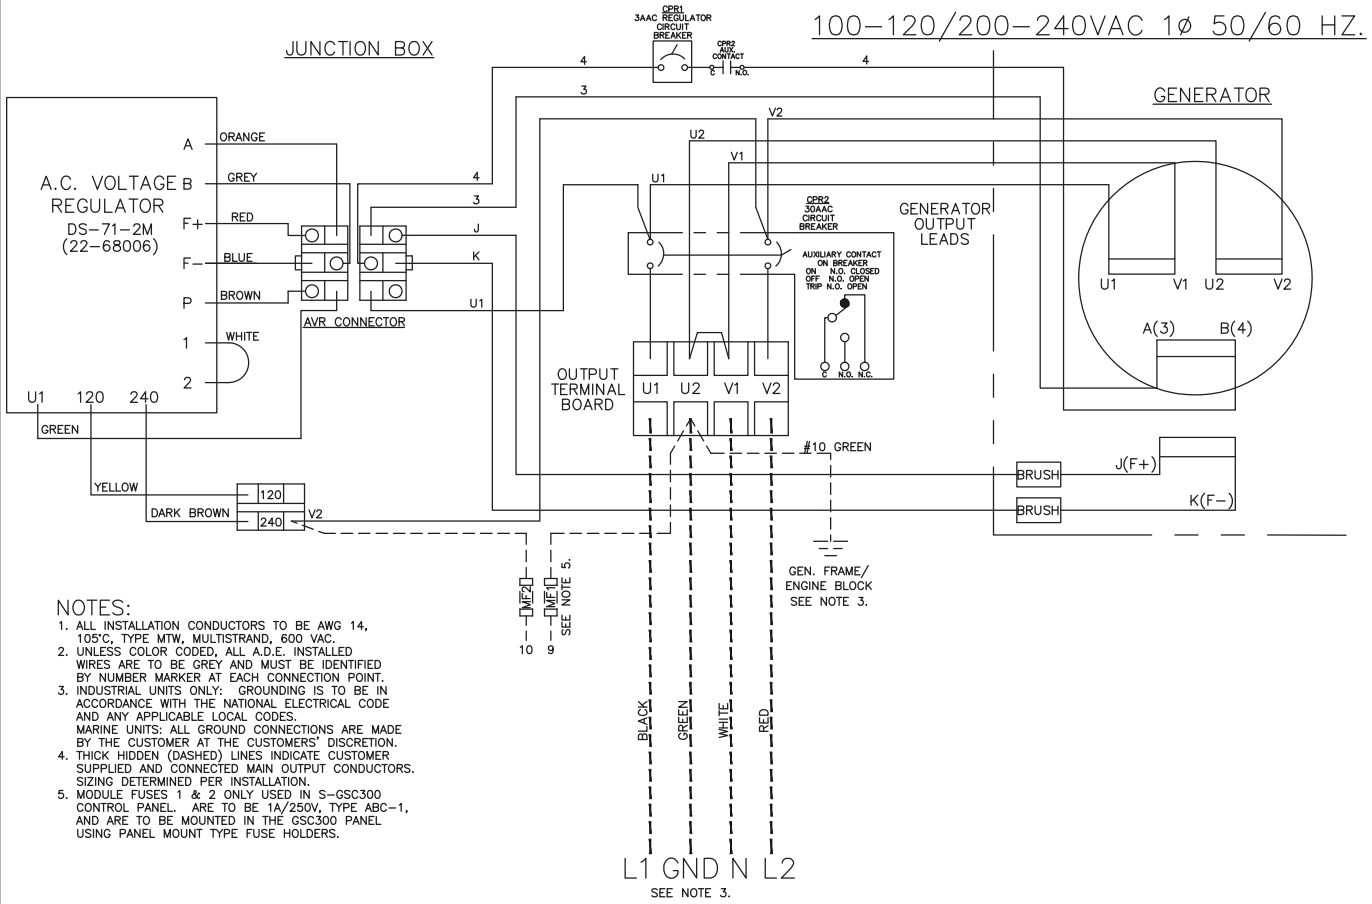 100-120/200-240VAC 1Ø 50/60 HZ.
JUNCTION BOX
CPR1
3AAC REGULATOR
CIRCUIT
BREAKER
CPR2
AUX.
CONTACT
C N.O.
4
4
3
GENERATOR
V2
U2
V1
U1
A.C. VOLTAGE
REGULATOR
DS-71-2M
(22-68006)
A
ORANGE
B
GREY
F+
RED
F-
BLUE
P
BROWN
1
WHITE
2
U1 120 240
4
3
J
K
U1
AVR CONNECTOR
CPR2
30AAC
CIRCUIT
BREAKER
AUXILIARY CONTACT
ON BREAKER
ON N.O. CLOSED
OFF N.O. OPEN
TRIP N.O. OPEN
C N.O. N.C.
GENERATOR
OUTPUT
LEADS
U1 V1 U2 V2
A(3) B(4)
OUTPUT
TERMINAL
BOARD
U1 U2 V1 V2
GREEN
YELLOW
120
DARK BROWN
240
V2
#10 GREEN
BRUSH
J(F+)
BRUSH
K(F-)
GEN. FRAME/
ENGINE BLOCK
SEE NOTE 3.
MF2
MF1
SEE NOTE 5.
10 9
NOTES:
1. ALL INSTALLATION CONDUCTORS TO BE AWG 14,
105°C, TYPE MTW, MULTISTRAND, 600 VAC.
2. UNLESS COLOR CODED, ALL A.D.E. INSTALLED
WIRES ARE TO BE GREY AND MUST BE IDENTIFIED
BY NUMBER MARKER AT EACH CONNECTION POINT.
3. INDUSTRIAL UNITS ONLY: GROUNDING IS TO BE IN
ACCORDANCE WITH THE NATIONAL ELECTRICAL CODE
AND ANY APPLICABLE LOCAL CODES.
MARINE UNITS: ALL GROUND CONNECTIONS ARE MADE
BY THE CUSTOMER AT THE CUSTOMERS' DISCRETION.
4. THICK HIDDEN (DASHED) LINES INDICATE CUSTOMER
SUPPLIED AND CONNECTED MAIN OUTPUT CONDUCTORS.
SIZING DETERMINED PER INSTALLATION.
5. MODULE FUSES 1 & 2 ONLY USED IN S-GSC300
CONTROL PANEL. ARE TO BE 1A/250V, TYPE ABC-1,
AND ARE TO BE MOUNTED IN THE GSC300 PANEL
USING PANEL MOUNT TYPE FUSE HOLDERS.
BLACK
GREEN
WHITE
RED
L1 GND N L2
SEE NOTE 3.